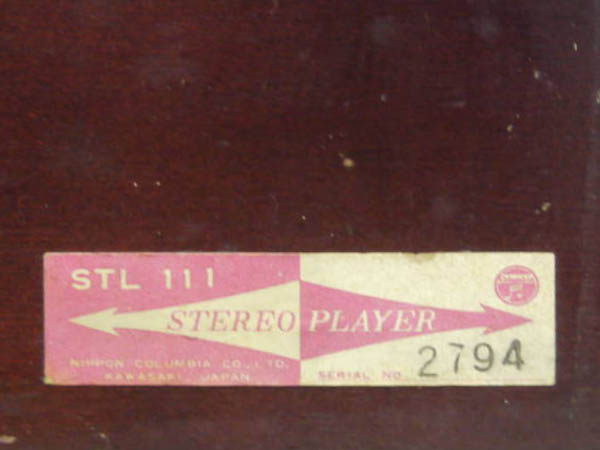 STL 111
STEREO PLAYER
NIPPON COLUMBIA CO., LTD.
KAWASAKI, JAPAN
SERIAL NO. 2794